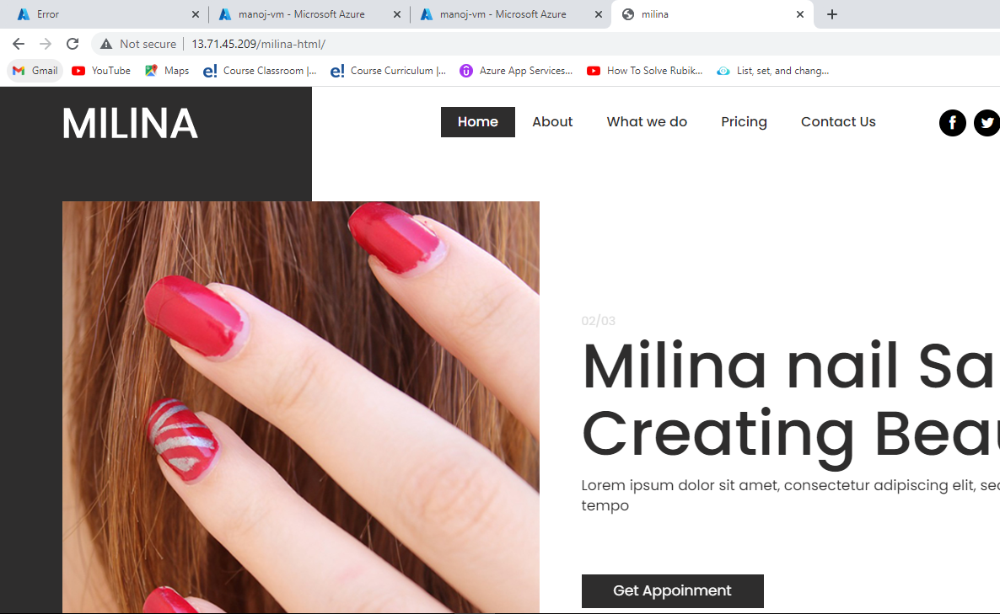 Error
manoj-vm - Microsoft Azure
manoj-vm - Microsoft Azure
milina
Not secure
13.71.45.209/milina-html/
Gmail
YouTube
Maps
e! Course Classroom |...
e! Course Curriculum |...
Azure App Services...
How To Solve Rubik...
List, set, and chang...
MILINA
Home
About
What we do
Pricing
Contact Us
02/03
Milina nail Sa
Creating Beau
Lorem ipsum dolor sit amet, consectetur adipiscing elit, sed
tempo
Get Appoinment